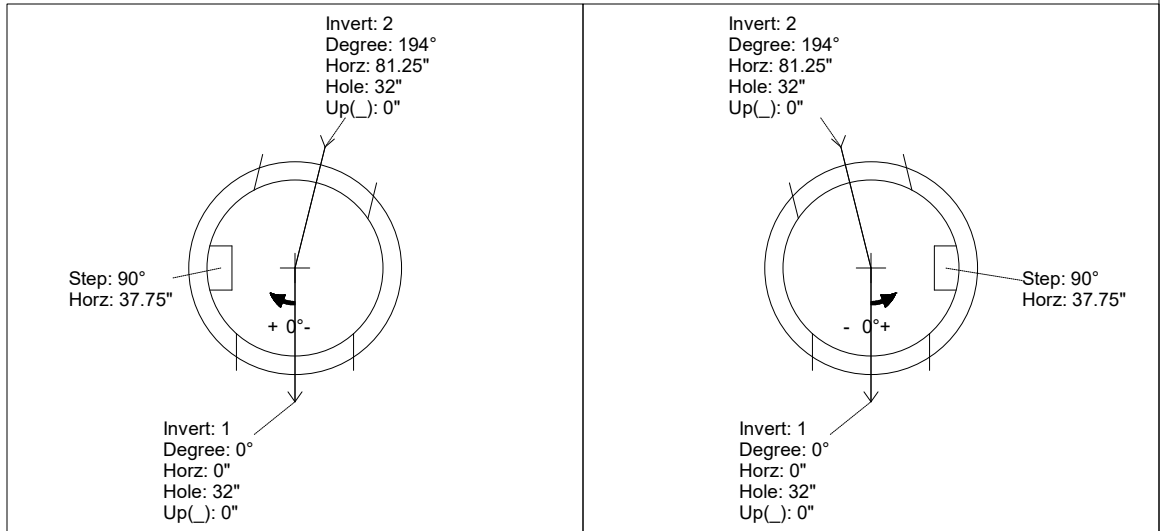 Invert: 2
Degree: 194°
Horz: 81.25"
Hole: 32"
Up(_): 0"
Step: 90°
Horz: 37.75"
+ 0°-
Invert: 1
Degree: 0°
Horz: 0"
Hole: 32"
Up(_): 0"
Invert: 2
Degree: 194°
Horz: 81.25"
Hole: 32"
Up(_): 0"
Step: 90°
Horz: 37.75"
- 0°+
Invert: 1
Degree: 0°
Horz: 0"
Hole: 32"
Up(_): 0"